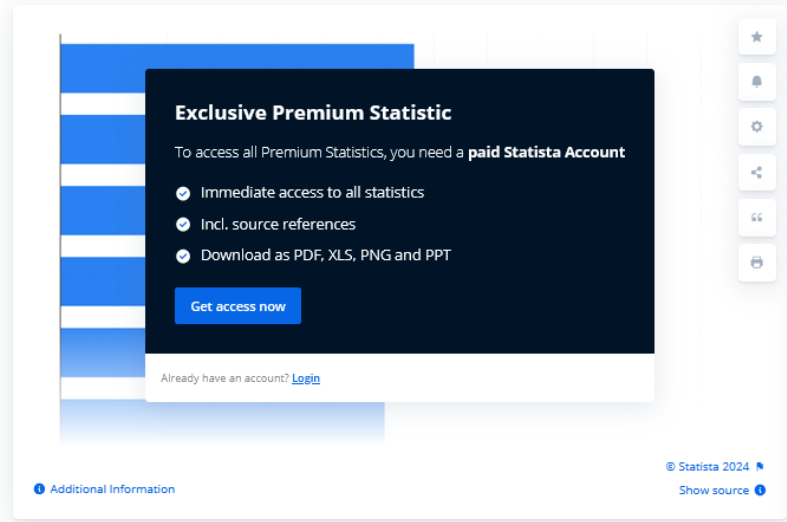 Exclusive Premium Statistic
To access all Premium Statistics, you need a paid Statista Account
Immediate access to all statistics
Incl. source references
Download as PDF, XLS, PNG and PPT
Get access now
Already have an account? Login
© Statista 2024
Additional Information
Show source